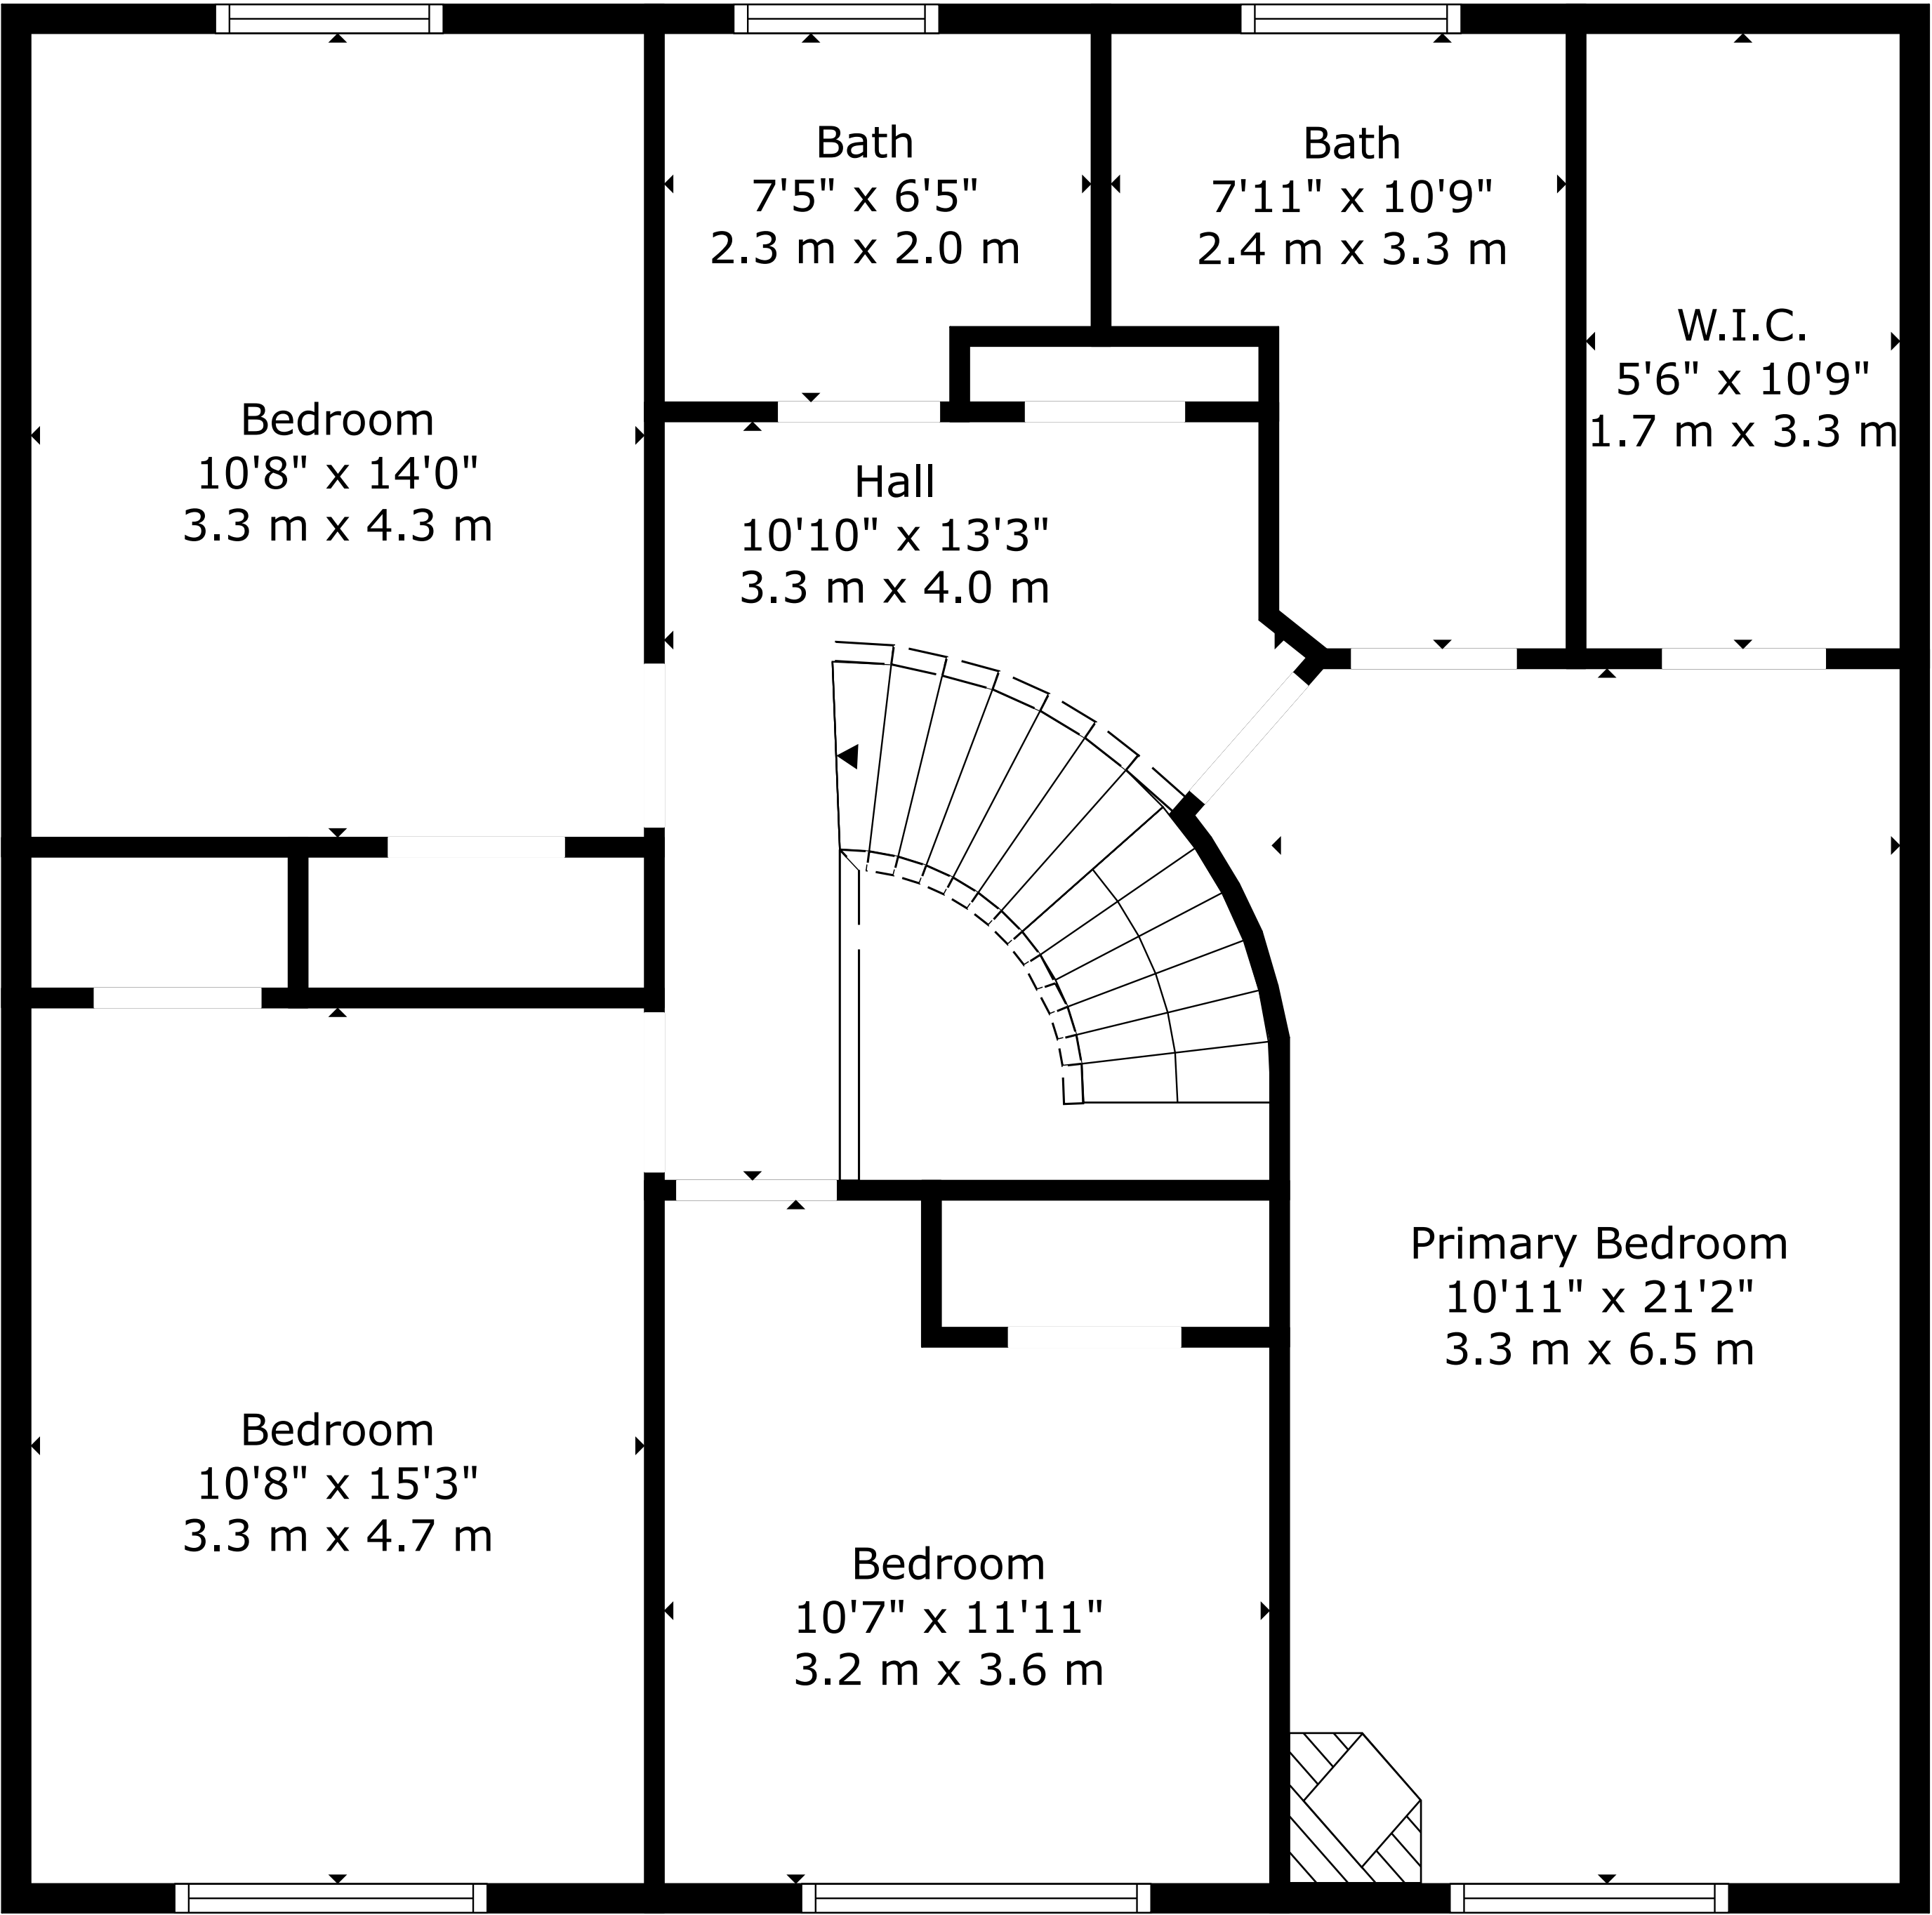 Bath
7'5" x 6'5"
2.3 m x 2.0 m
Bath
7'11" x 10'9"
2.4 m x 3.3 m
W.I.C.
5'6" x 10'9"
1.7 m x 3.3 m
Bedroom
10'8" x 14'0"
3.3 m x 4.3 m
Hall
10'10" x 13'3"
3.3 m x 4.0 m
Primary Bedroom
10'11" x 21'2"
3.3 m x 6.5 m
Bedroom
10'8" x 15'3"
3.3 m x 4.7 m
Bedroom
10'7" x 11'11"
3.2 m x 3.6 m